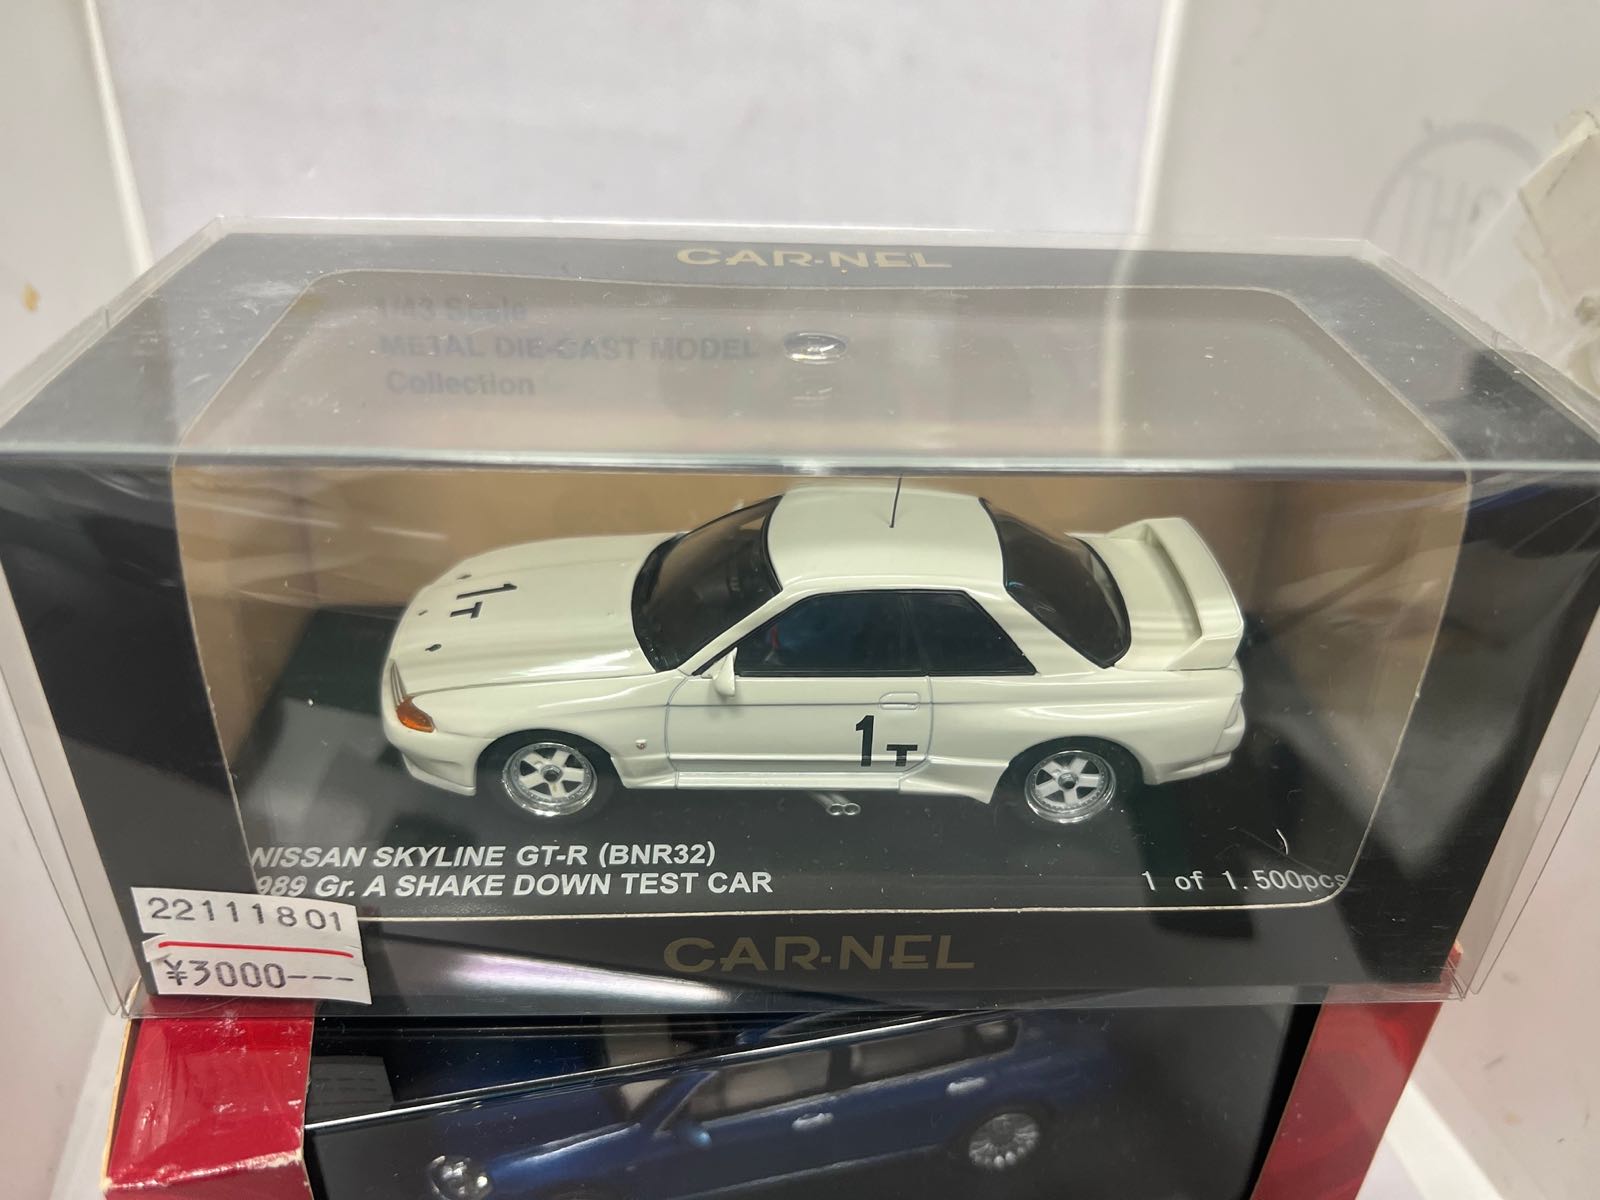 CAR·NEL
1/43 Scale
METAL DIE-CAST MODEL
Collection
1T
1T
NISSAN SKYLINE GT-R (BNR32)
1989 Gr. A SHAKE DOWN TEST CAR
1 of 1.500pcs
22111801
¥3000---
CAR·NEL